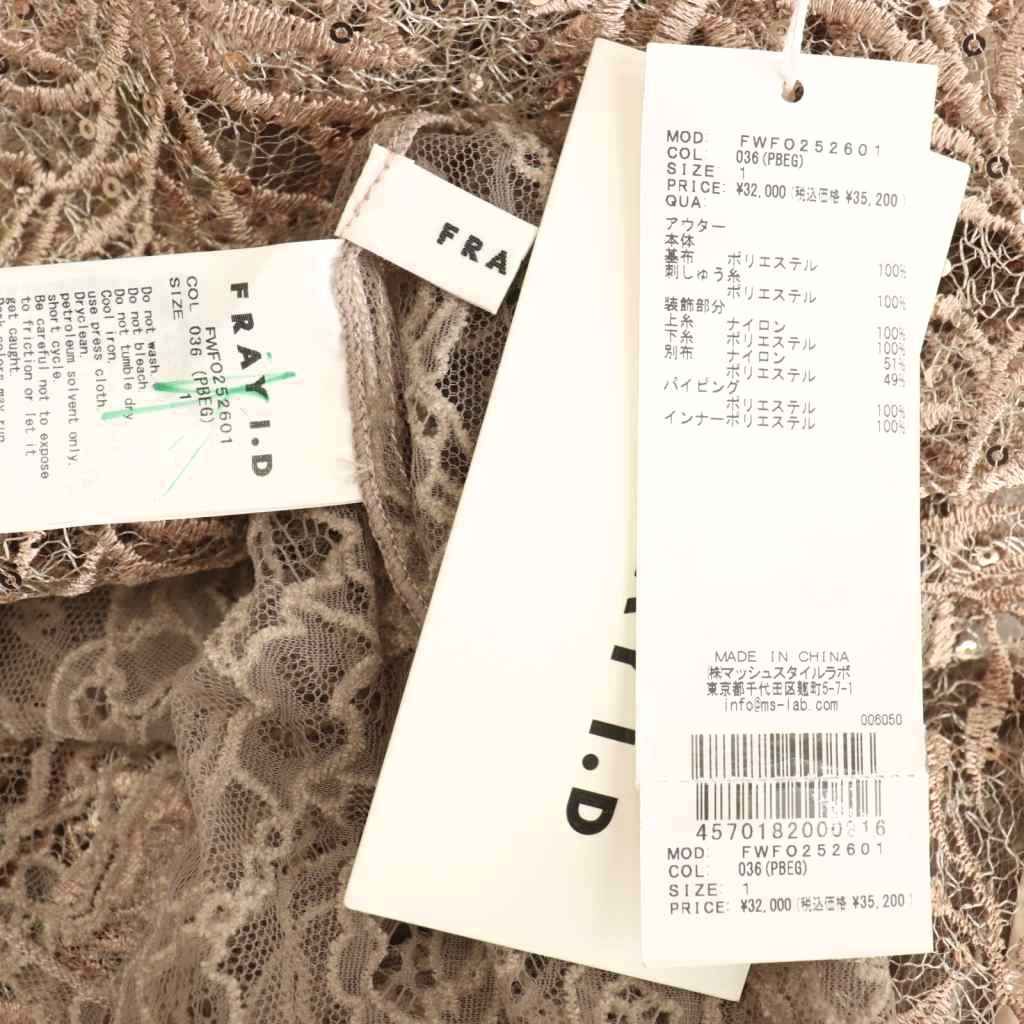 FRAY I.D
COL FWFO252601
036 (PBEG)
SIZE 1
Do not wash.
Do not bleach.
Do not tumble dry
Cool iron.
use press cloth.
Dryclean.
petroleum solvent only.
short cycle.
Be careful not to expose
to friction or let it
get caught.
FRA
Y I.D
MOD: FWFO252601
COL: 036(PBEG)
SIZE 1
PRICE: ¥32,000(税込価格 ¥35,200)
QUA:
アウター
本体
基布 ポリエステル 100%
刺しゅう糸
ポリエステル 100%
装飾部分
上糸 ナイロン 100%
下糸 ポリエステル 100%
別布 ナイロン 51%
ポリエステル 49%
パイピング
ポリエステル 100%
インナーポリエステル 100%
MADE IN CHINA
㈱マッシュスタイルラボ
東京都千代田区麹町5-7-1
info@ms-lab.com
006050
MOD: FWFO252601
COL: 036(PBEG)
SIZE: 1
PRICE: ¥32,000(税込価格 ¥35,200)